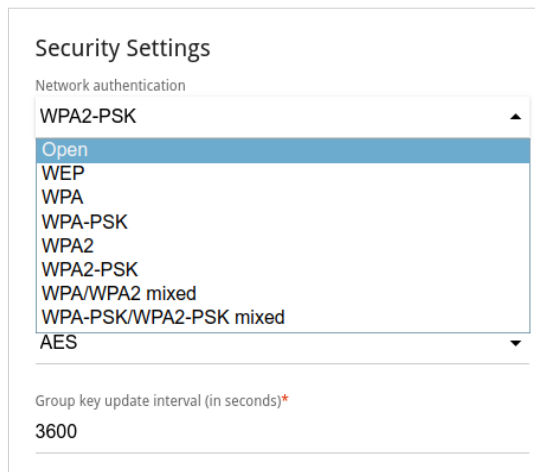 Security Settings
Network authentication
WPA2-PSK
Open
WEP
WPA
WPA-PSK
WPA2
WPA2-PSK
WPA/WPA2 mixed
WPA-PSK/WPA2-PSK mixed
AES
Group key update interval (in seconds)*
3600